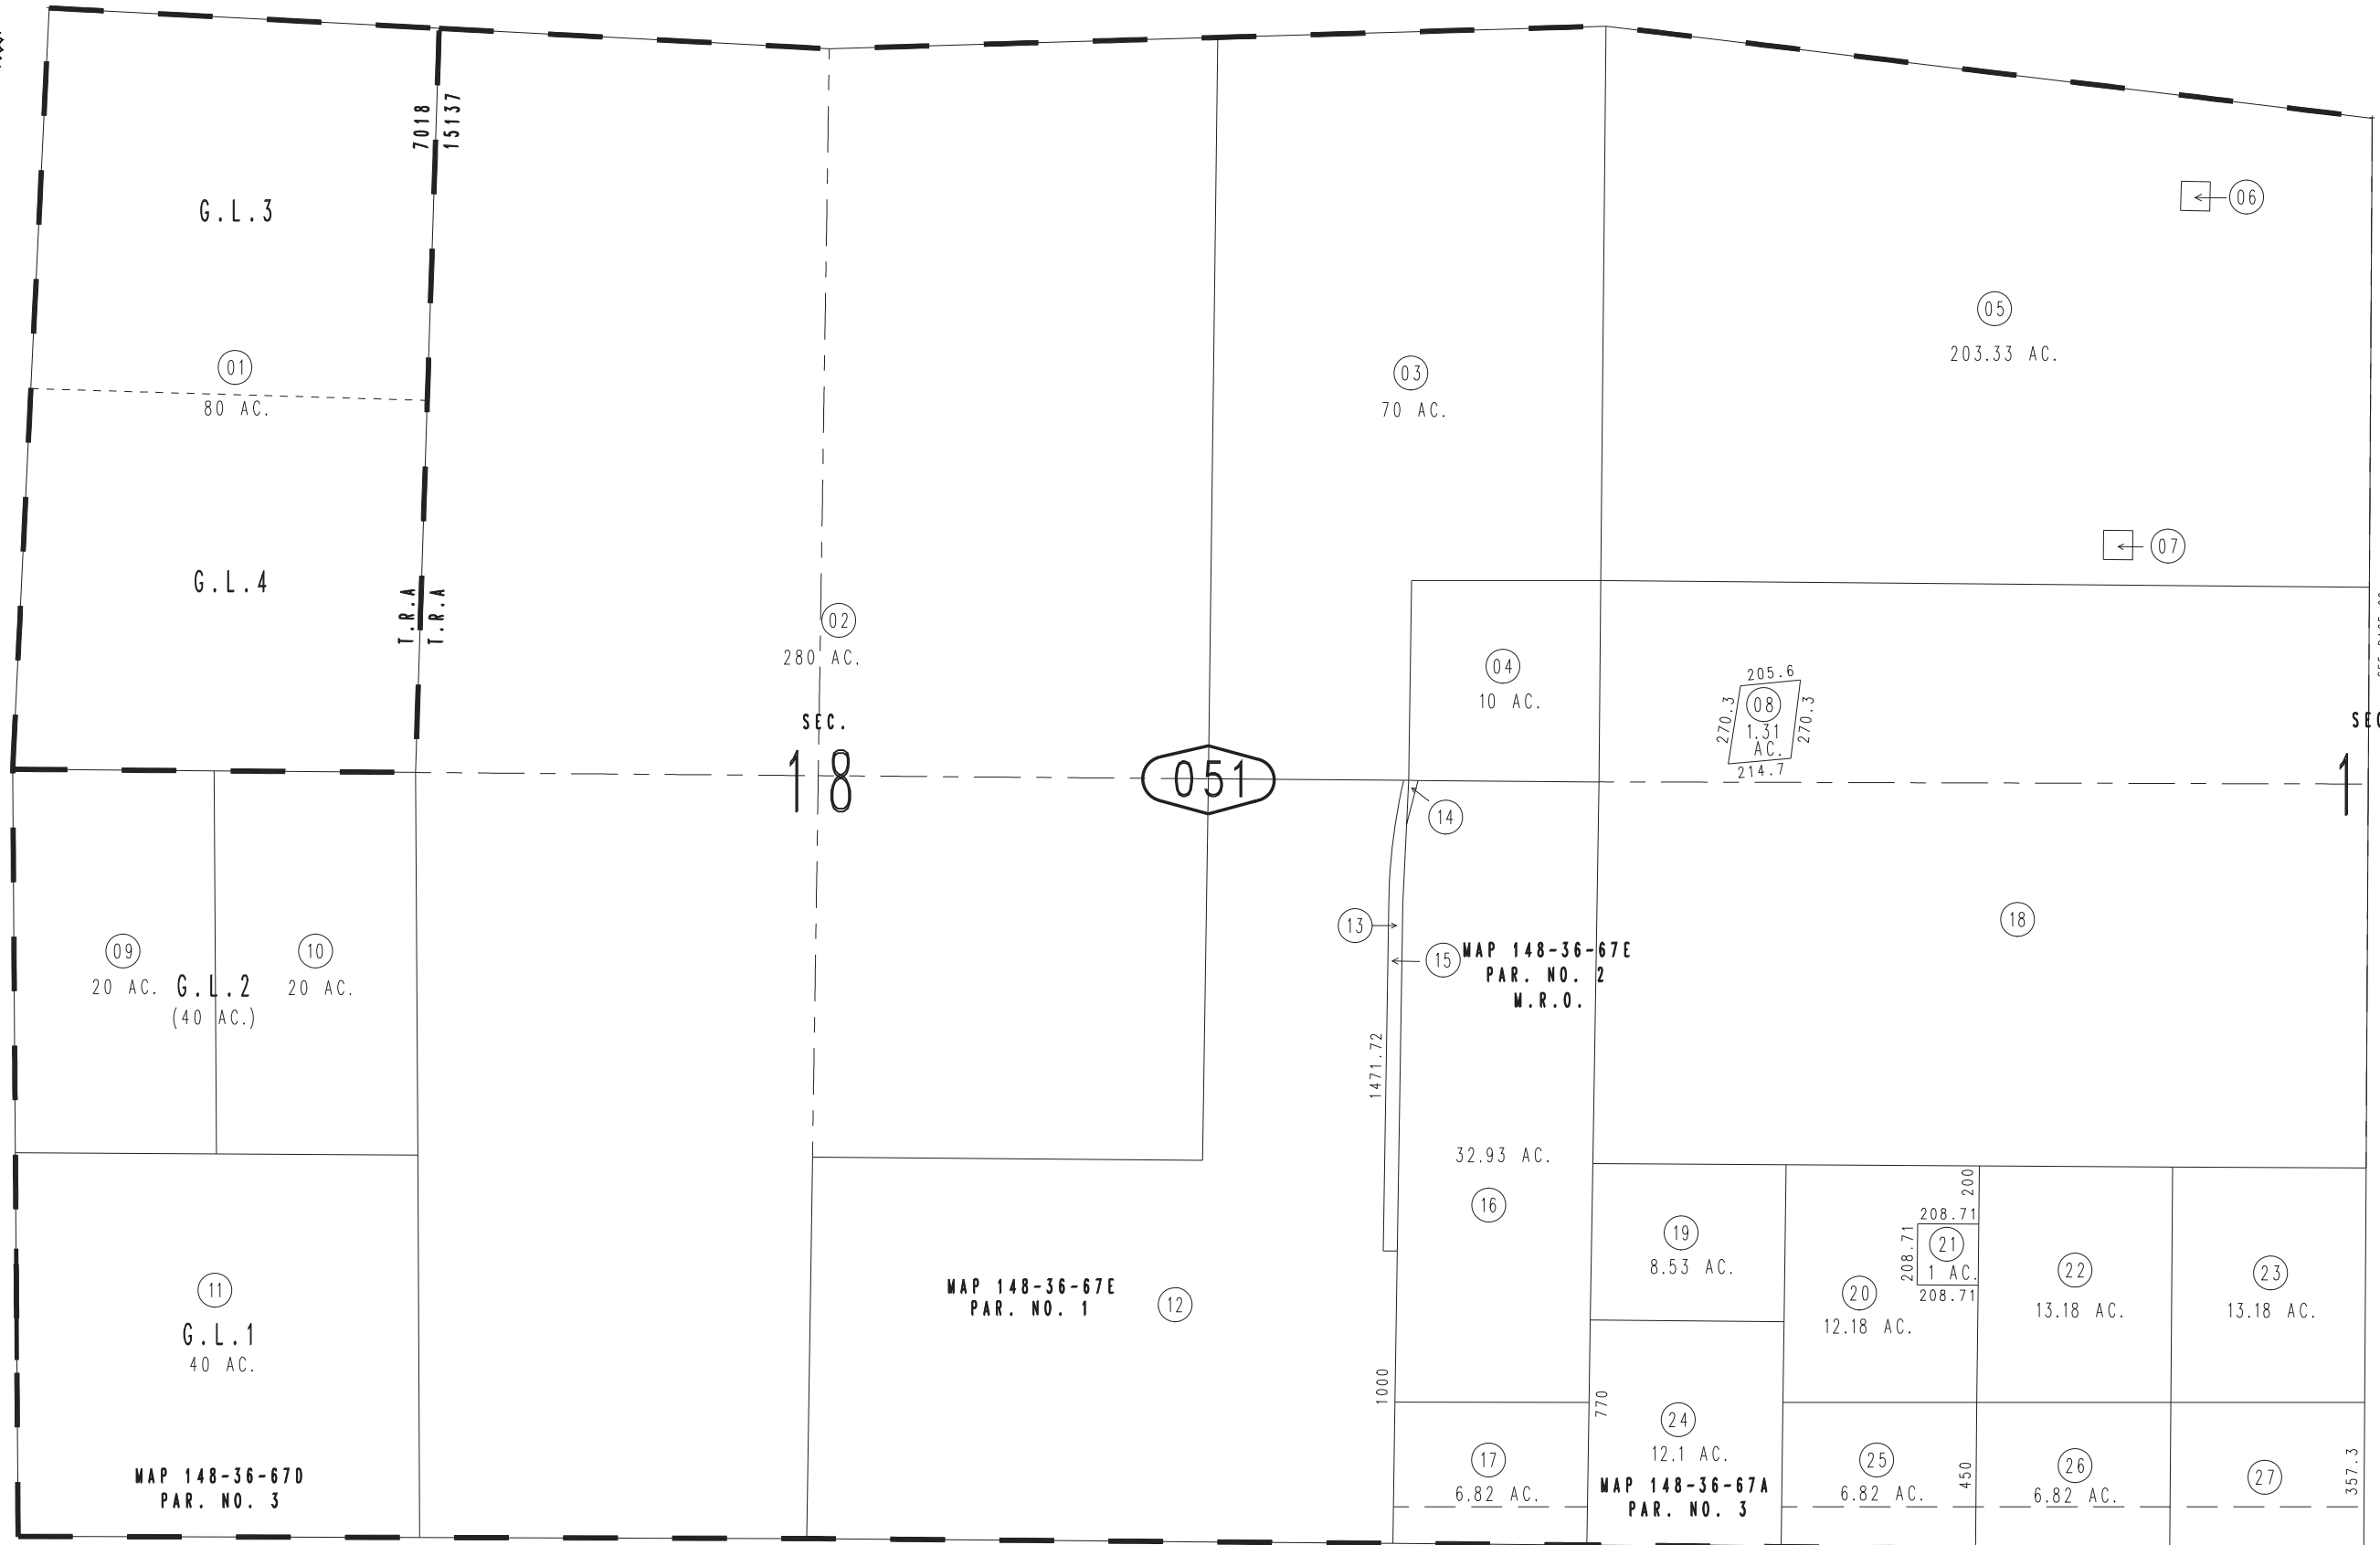 7018
15137
G.L.3
06
05
203.33 AC.
01
80 AC.
03
70 AC.
G.L.4
07
T.R.A
T.R.A
02
280 AC.
04
10 AC.
205.6
270.3
08
1.31
AC.
270.3
214.7
SEC.
18
051
1
14
13
15
MAP 148-36-67E
PAR. NO. 2
M.R.O.
18
09
20 AC.
G.L.2
(40 AC.)
10
20 AC.
1471.72
32.93 AC.
16
200
208.71
208.71
21
1 AC.
208.71
19
8.53 AC.
20
12.18 AC.
22
13.18 AC.
23
13.18 AC.
11
G.L.1
40 AC.
MAP 148-36-67E
PAR. NO. 1
12
1000
770
24
12.1 AC.
MAP 148-36-67A
PAR. NO. 3
17
6.82 AC.
25
6.82 AC.
450
26
6.82 AC.
27
357.3
MAP 148-36-67D
PAR. NO. 3